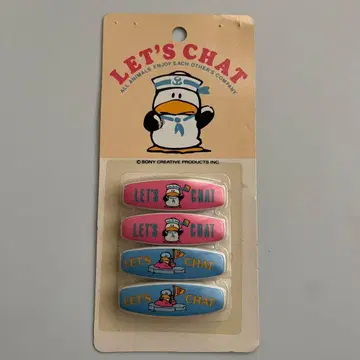 LET'S CHAT
ALL ANIMALS ENJOY EACH OTHER'S COMPANY
© SONY CREATIVE PRODUCTS INC.
LET'S CHAT
LET'S CHAT
LET'S CHAT
LET'S CHAT